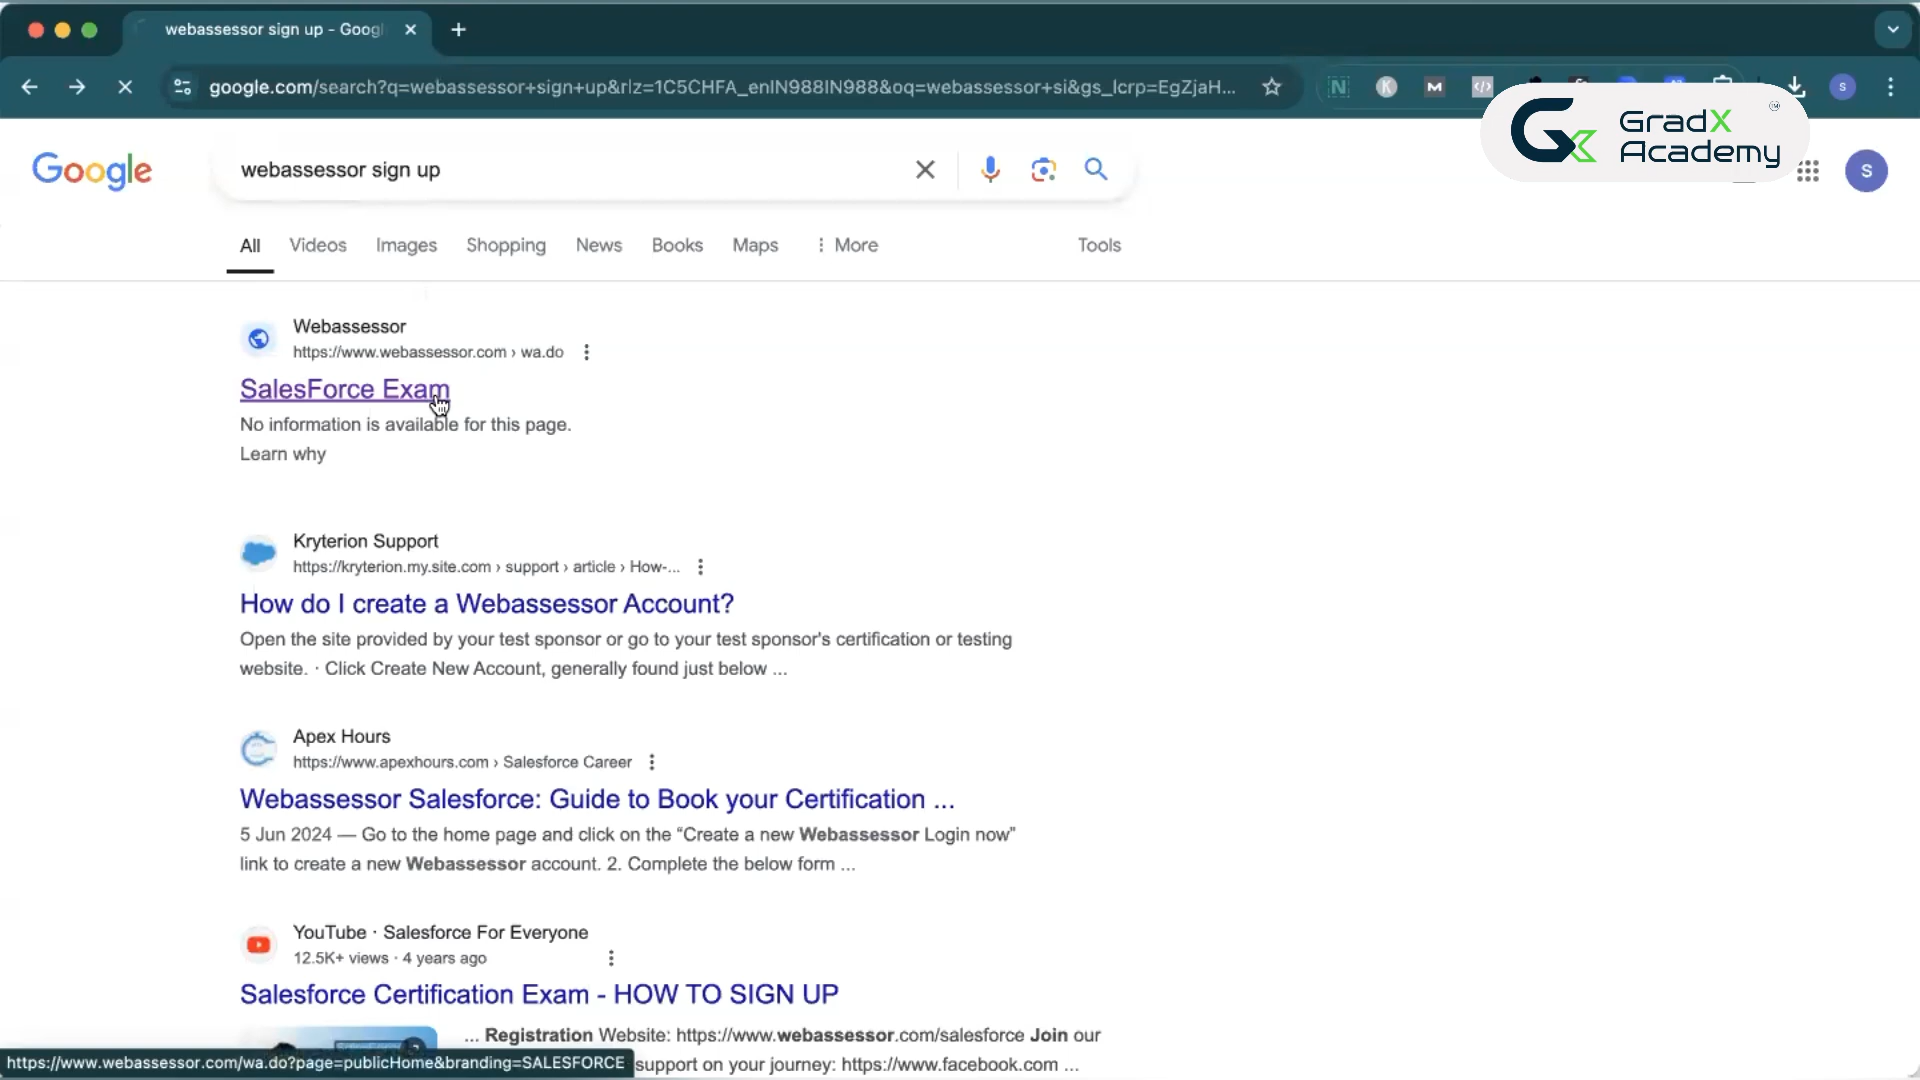 webassessor sign up - Googl
google.com/search?q=webassessor+sign+up&rlz=1C5CHFA_enIN988IN988&oq=webassessor+si&gs_lcrp=EgZjaH...
N K M </> S
GradX
Academy
TM
Google
webassessor sign up
S
All Videos Images Shopping News Books Maps More Tools
Webassessor
https://www.webassessor.com › wa.do
SalesForce Exam
No information is available for this page.
Learn why
Kryterion Support
https://kryterion.my.site.com › support › article › How-...
How do I create a Webassessor Account?
Open the site provided by your test sponsor or go to your test sponsor's certification or testing
website. · Click Create New Account, generally found just below ...
Apex Hours
https://www.apexhours.com › Salesforce Career
Webassessor Salesforce: Guide to Book your Certification ...
5 Jun 2024 — Go to the home page and click on the “Create a new Webassessor Login now”
link to create a new Webassessor account. 2. Complete the below form ...
YouTube · Salesforce For Everyone
12.5K+ views · 4 years ago
Salesforce Certification Exam - HOW TO SIGN UP
... Registration Website: https://www.webassessor.com/salesforce Join our
support on your journey: https://www.facebook.com ...
https://www.webassessor.com/wa.do?page=publicHome&branding=SALESFORCE